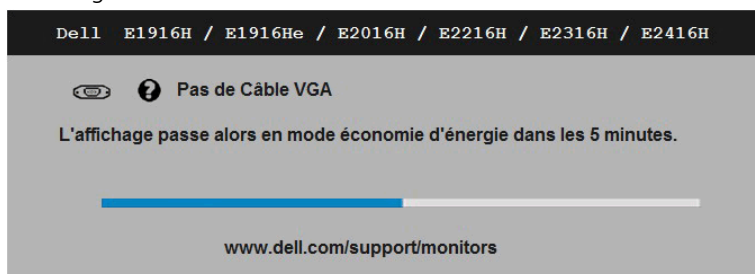 Dell E1916H / E1916He / E2016H / E2216H / E2316H / E2416H
? Pas de Câble VGA
L'affichage passe alors en mode économie d'énergie dans les 5 minutes.
www.dell.com/support/monitors